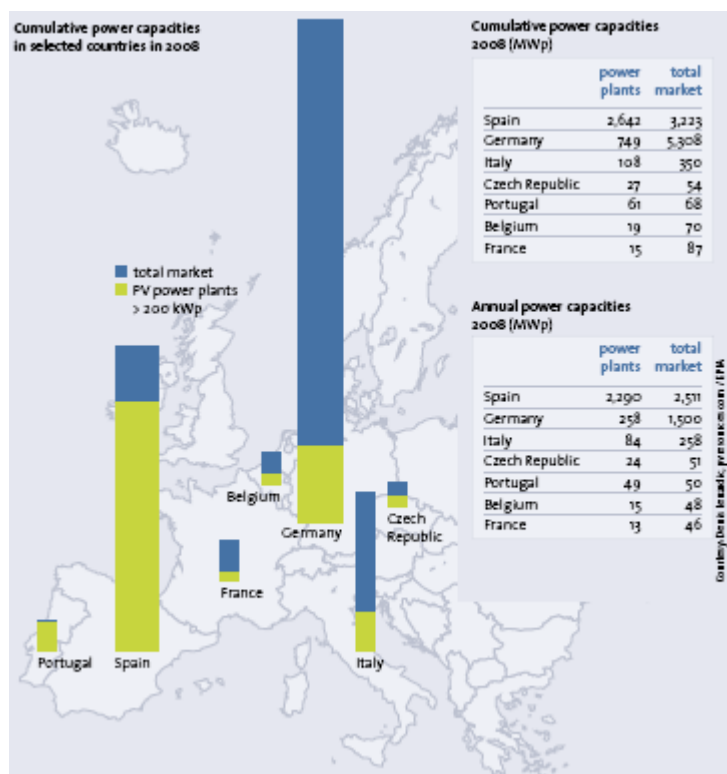 Cumulative power capacities
in selected countries in 2008
total market
PV power plants
> 200 kWp
Belgium
Germany
Czech
Republic
France
Portugal
Spain
Italy
Cumulative power capacities
2008 (MWp)
power total
plants market
Spain 2,642 3,223
Germany 749 5,308
Italy 108 350
Czech Republic 27 54
Portugal 61 68
Belgium 19 70
France 15 87
Annual power capacities
2008 (MWp)
power total
plants market
Spain 2,290 2,511
Germany 258 1,500
Italy 84 258
Czech Republic 24 51
Portugal 49 50
Belgium 15 48
France 13 46
Courtesy: Denis